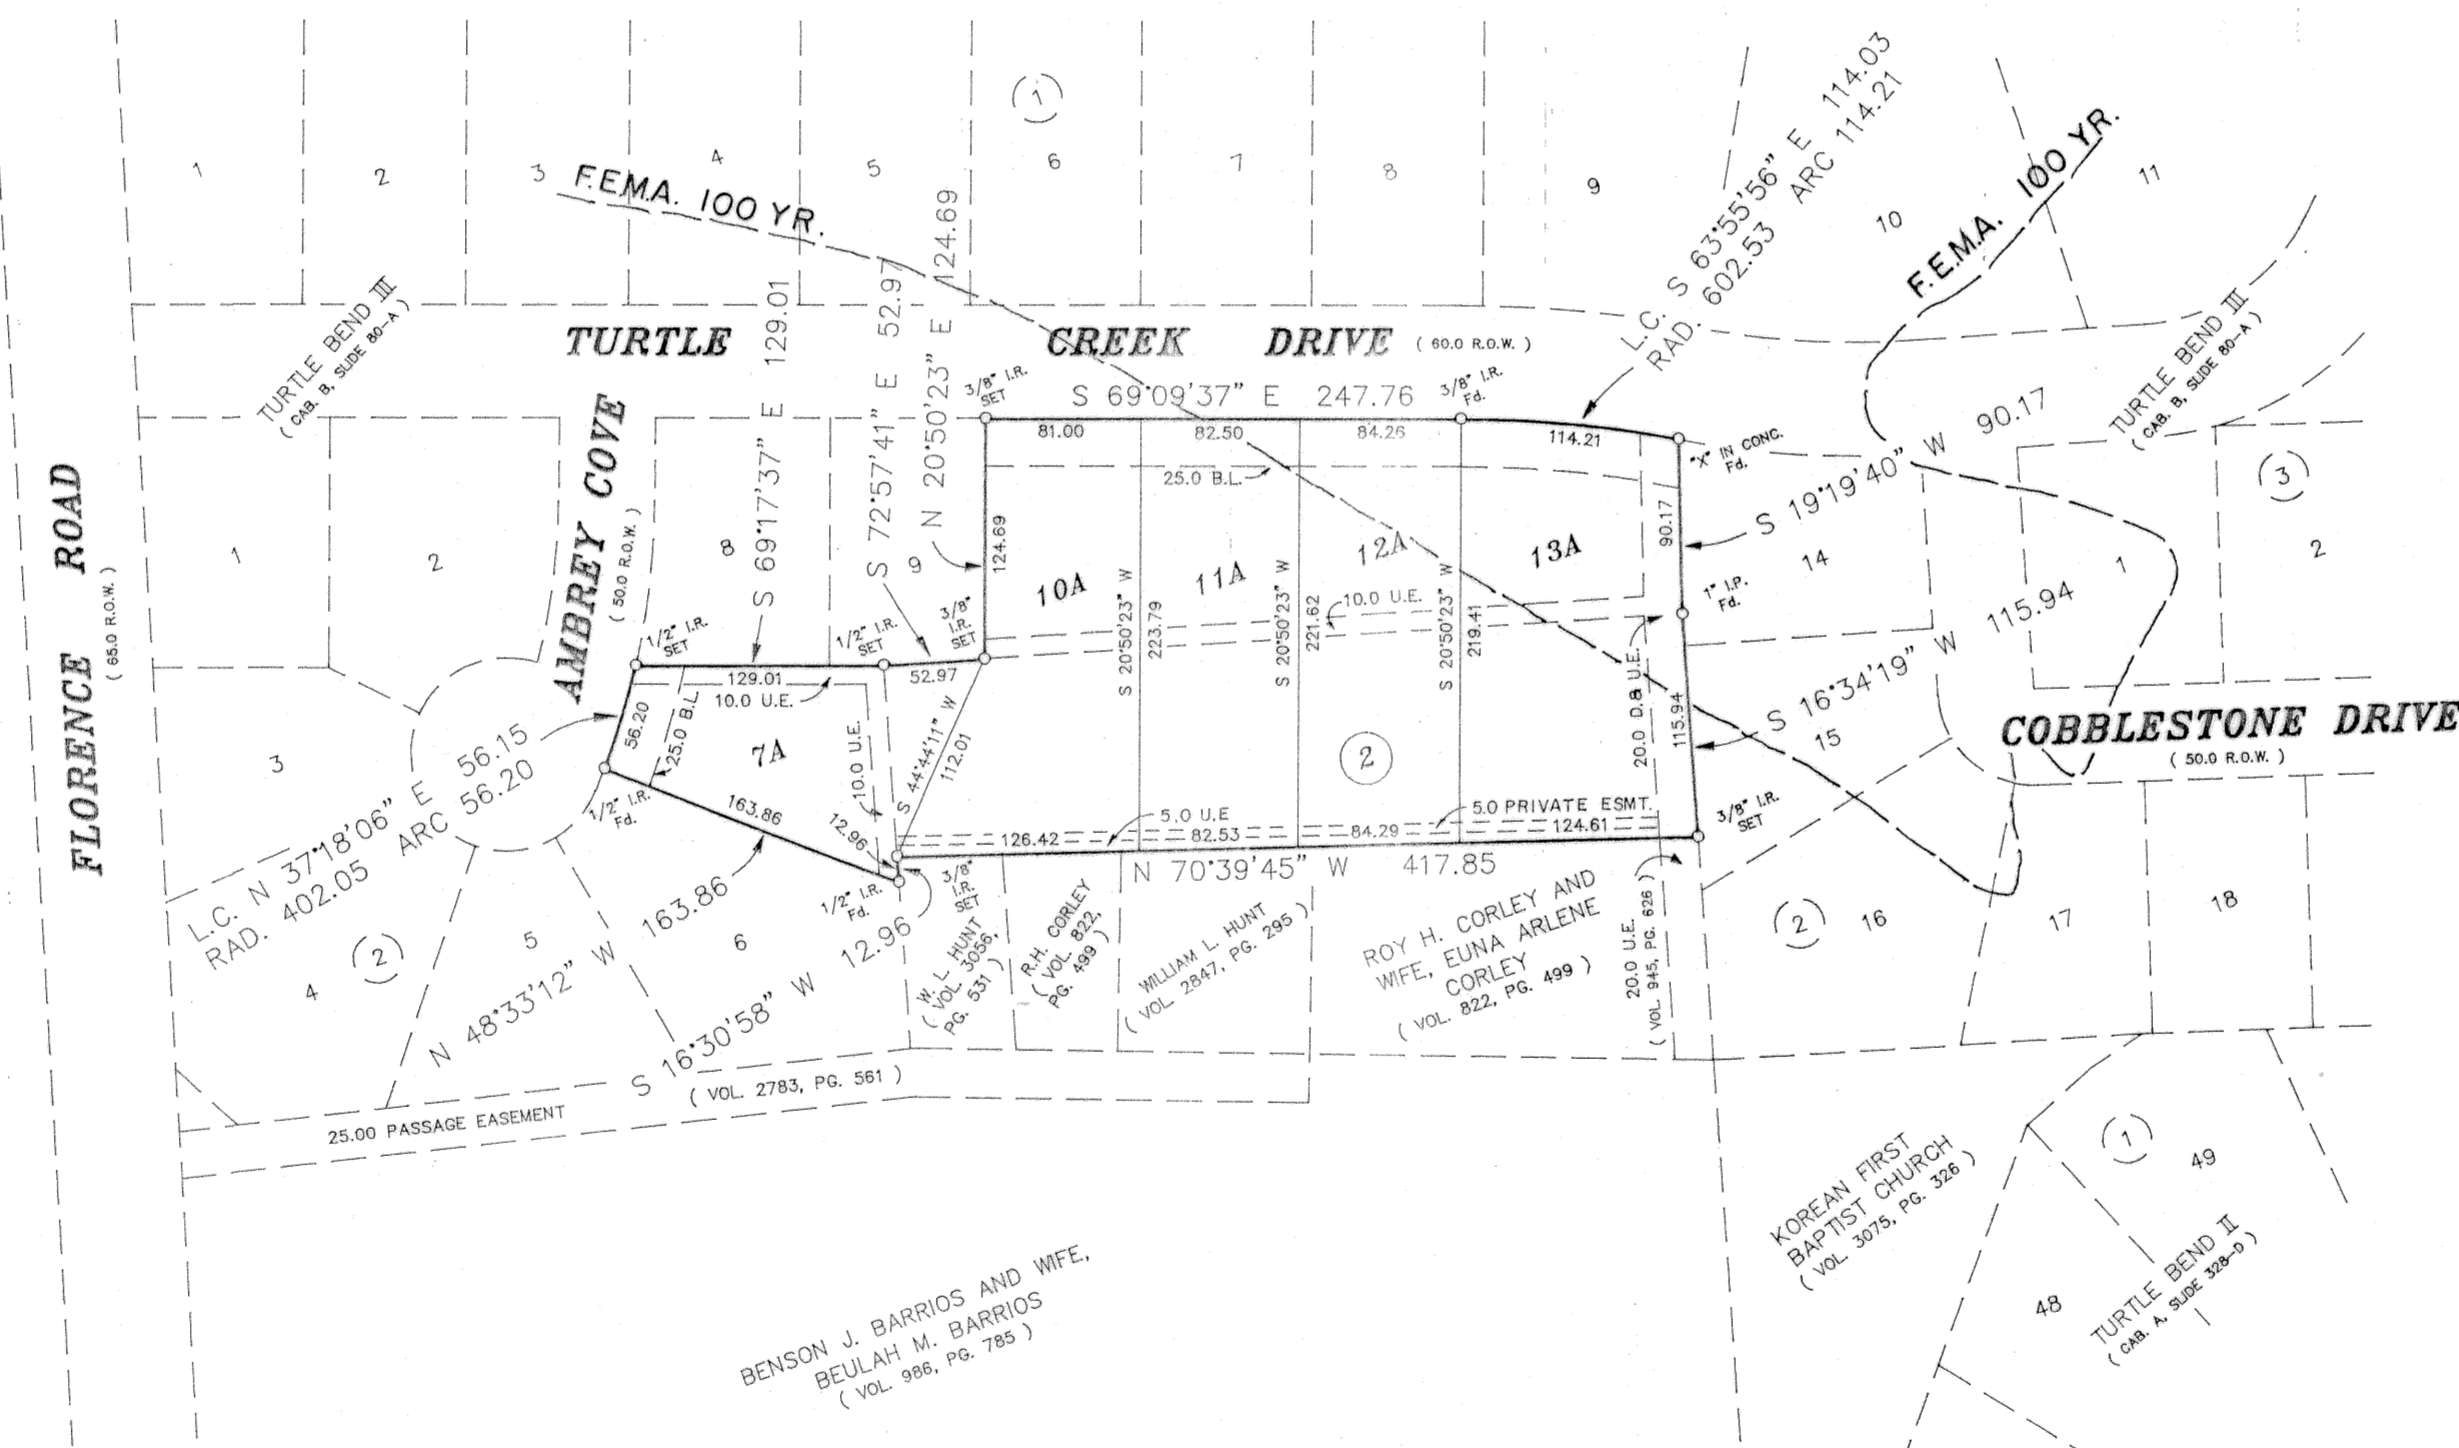 1
2
3
4
5
6
7
8
9
10
11
(1)
F.E.M.A. 100 YR.
F.E.M.A. 100 YR.
L.C. S 63°55'56" E 114.03
RAD. 602.53 ARC 114.21
TURTLE BEND III
( CAB. B, SLIDE 80-A )
TURTLE CREEK DRIVE ( 60.0 R.O.W. )
TURTLE BEND III
( CAB. B, SLIDE 80-A )
S 69°17'37" E 129.01
S 72°57'41" E 52.97
N 20°50'23" E 124.69
3/8" I.R.
SET
S 69°09'37" E 247.76
3/8" I.R.
Fd.
81.00
82.50
84.26
114.21
"X" IN CONC.
Fd.
25.0 B.L.
S 19°19'40" W 90.17
(3)
FLORENCE ROAD
( 65.0 R.O.W. )
AMBREY COVE
( 50.0 R.O.W. )
1
2
8
9
124.69
10A
11A
12A
13A
90.17
14
1
2
1" I.P.
Fd.
10.0 U.E.
S 20°50'23" W
223.79
S 20°50'23" W
221.62
S 20°50'23" W
219.41
1/2" I.R.
SET
1/2" I.R.
SET
3/8"
I.R.
SET
129.01
52.97
10.0 U.E.
56.20
25.0 B.L.
7A
10.0 U.E.
S 44°44'11" W
112.01
(2)
20.0 D.& U.E.
115.94
S 16°34'19" W 115.94
15
COBBLESTONE DRIVE
( 50.0 R.O.W. )
3
L.C. N 37°18'06" E 56.15
RAD. 402.05 ARC 56.20
1/2" I.R.
Fd.
163.86
12.96
5.0 U.E
5.0 PRIVATE ESMT.
126.42
82.53
84.29
124.61
3/8" I.R.
SET
N 70°39'45" W 417.85
1/2" I.R.
Fd.
3/8"
I.R.
SET
(2)
4
5
6
N 48°33'12" W 163.86
S 16°30'58" W 12.96
W. L. HUNT
( VOL. 3056,
PG. 531 )
R.H. CORLEY
( VOL. 822,
PG. 499 )
WILLIAM L. HUNT
( VOL. 2847, PG. 295 )
ROY H. CORLEY AND
WIFE, EUNA ARLENE
CORLEY
( VOL. 822, PG. 499 )
20.0 U.E.
( VOL. 945, PG. 626 )
(2)
16
17
18
25.00 PASSAGE EASEMENT
( VOL. 2783, PG. 561 )
KOREAN FIRST
BAPTIST CHURCH
( VOL. 3075, PG. 326 )
(1)
49
48
TURTLE BEND II
( CAB. A, SLIDE 328-D )
BENSON J. BARRIOS AND WIFE,
BEULAH M. BARRIOS
( VOL. 986, PG. 785 )